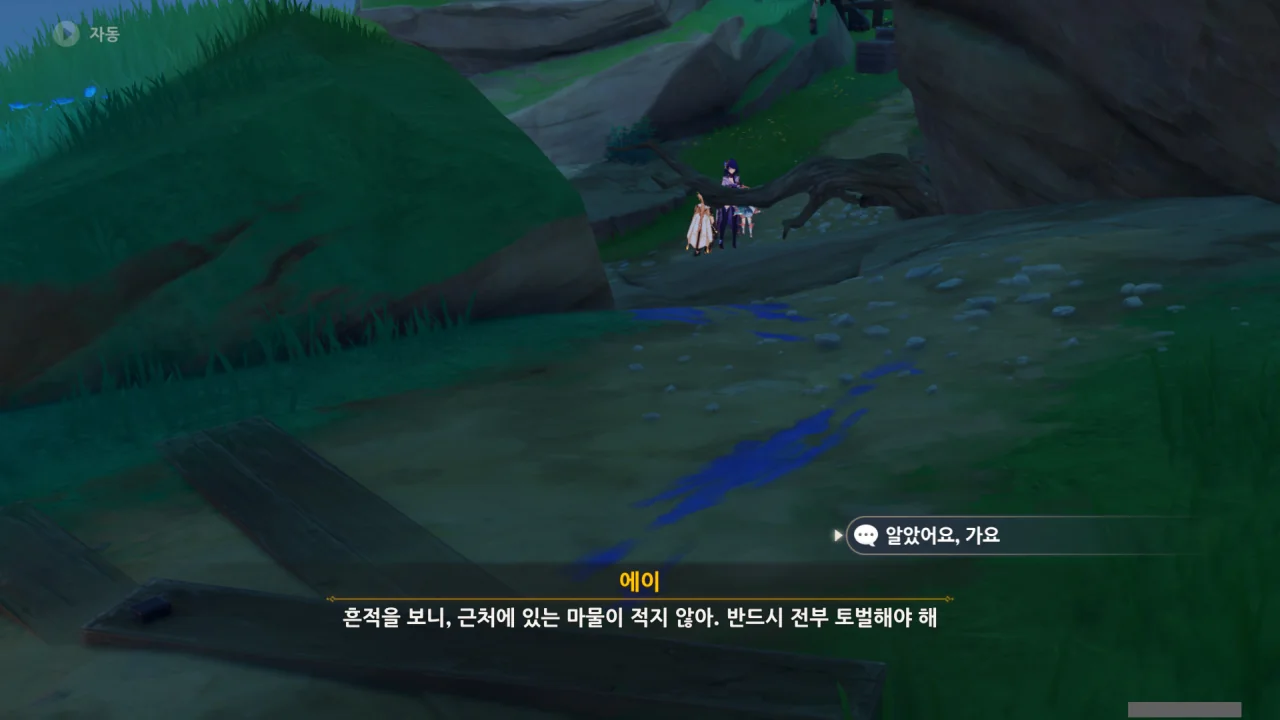 자동
알았어요, 가요
에이
흔적을 보니, 근처에 있는 마물이 적지 않아. 반드시 전부 토벌해야 해